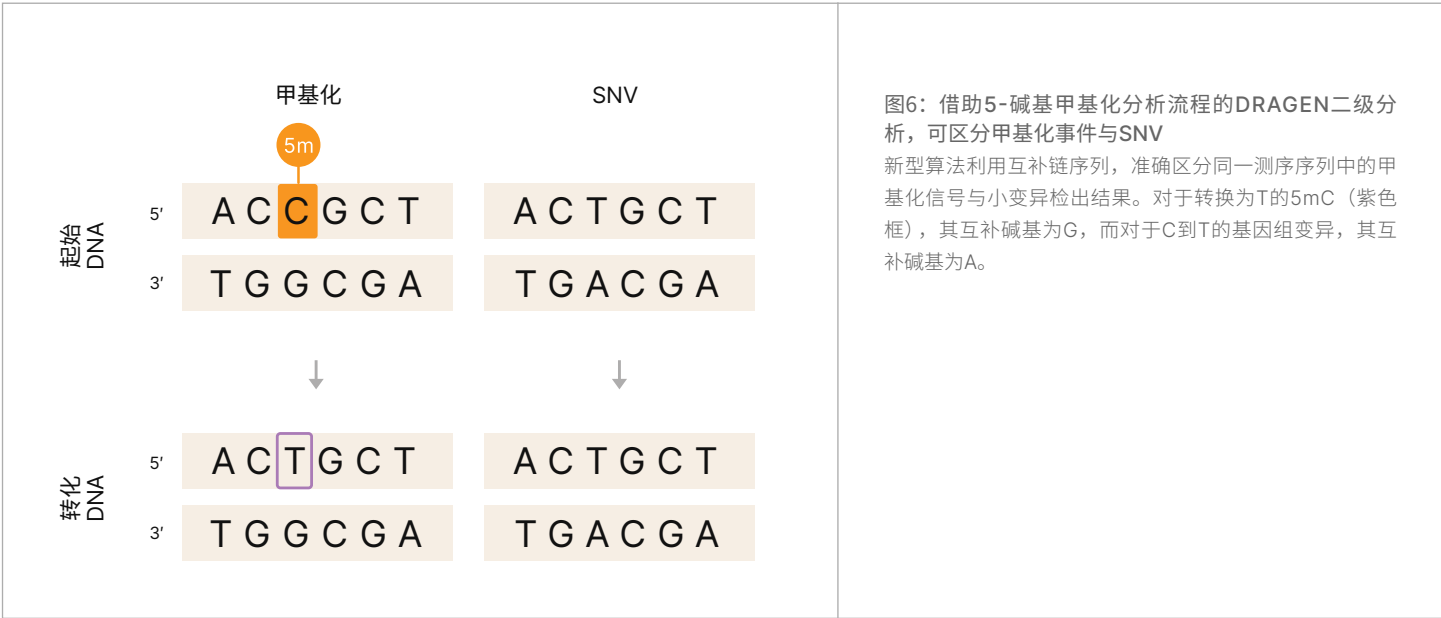 甲基化
SNV
5m
起始
DNA
5′
A C C G C T
A C T G C T
3′
T G G C G A
T G A C G A
转化
DNA
5′
A C T G C T
A C T G C T
3′
T G G C G A
T G A C G A
图6：借助5-碱基甲基化分析流程的DRAGEN二级分
析，可区分甲基化事件与SNV
新型算法利用互补链序列，准确区分同一测序序列中的甲
基化信号与小变异检出结果。对于转换为T的5mC（紫色
框），其互补碱基为G，而对于C到T的基因组变异，其互
补碱基为A。